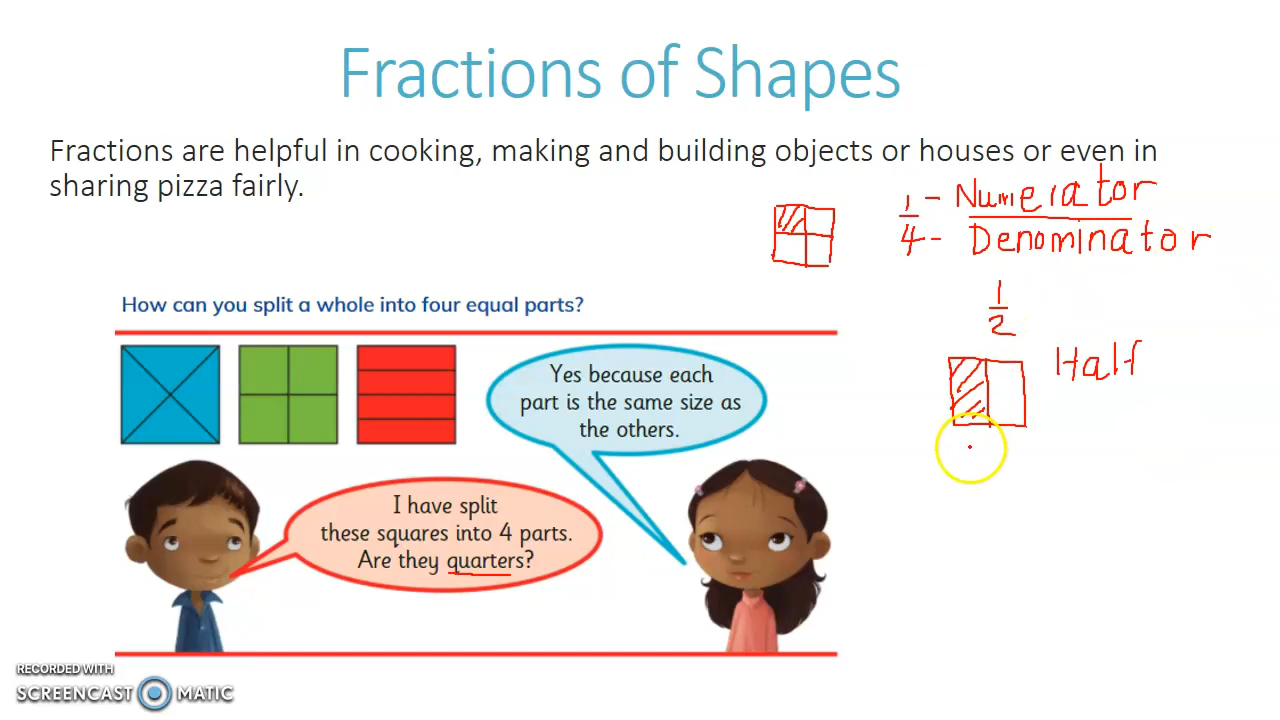 Fractions of Shapes
Fractions are helpful in cooking, making and building objects or houses or even in
sharing pizza fairly.
1 - Numerator
4 - Denominator
1
2
Half
How can you split a whole into four equal parts?
Yes because each
part is the same size as
the others.
I have split
these squares into 4 parts.
Are they quarters?
RECORDED WITH
SCREENCAST MATIC